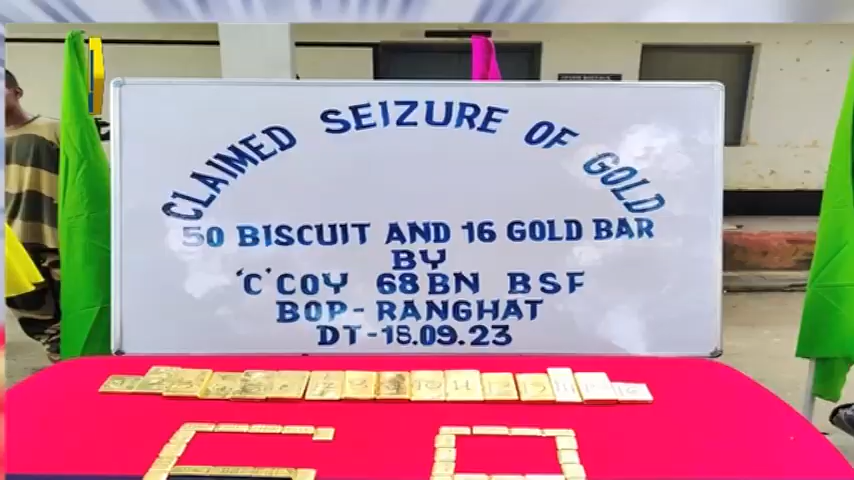 CLAIMED SEIZURE OF GOLD
50 BISCUIT AND 16 GOLD BAR
BY
'C' COY 68 BN BSF
BOP-RANGHAT
DT-18.09.23